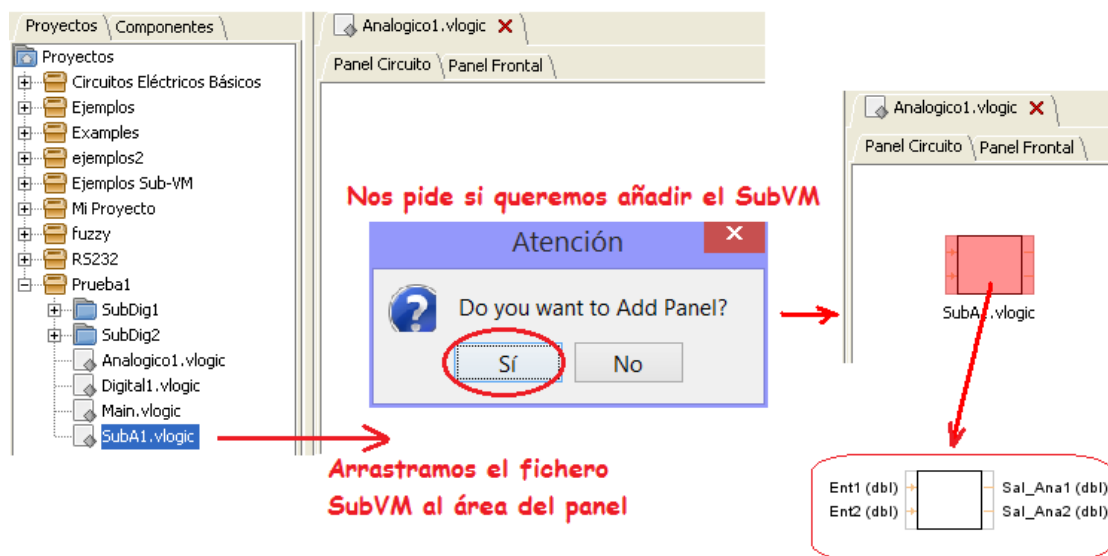 Proyectos Componentes
Proyectos
Circuitos Eléctricos Básicos
Ejemplos
Examples
ejemplos2
Ejemplos Sub-VM
Mi Proyecto
fuzzy
RS232
Prueba1
SubDig1
SubDig2
Analogico1.vlogic
Digital1.vlogic
Main.vlogic
SubA1.vlogic
Analogico1.vlogic
Panel Circuito Panel Frontal
Nos pide si queremos añadir el SubVM
Atención
Do you want to Add Panel?
Sí No
Arrastramos el fichero
SubVM al área del panel
Analogico1.vlogic
Panel Circuito Panel Frontal
SubA1.vlogic
Ent1 (dbl) Sal_Ana1 (dbl)
Ent2 (dbl) Sal_Ana2 (dbl)